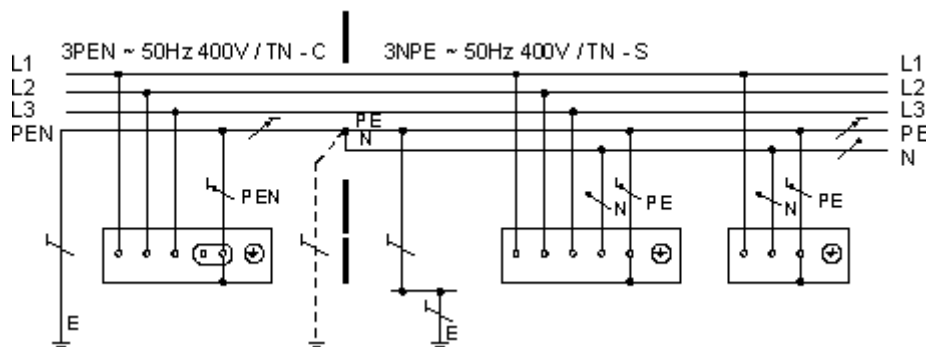 3PEN ~ 50Hz 400V / TN - C
3NPE ~ 50Hz 400V / TN - S
L1
L1
L2
L2
L3
L3
PEN
PE
PE
N
N
PEN
N
PE
N
PE
E
E